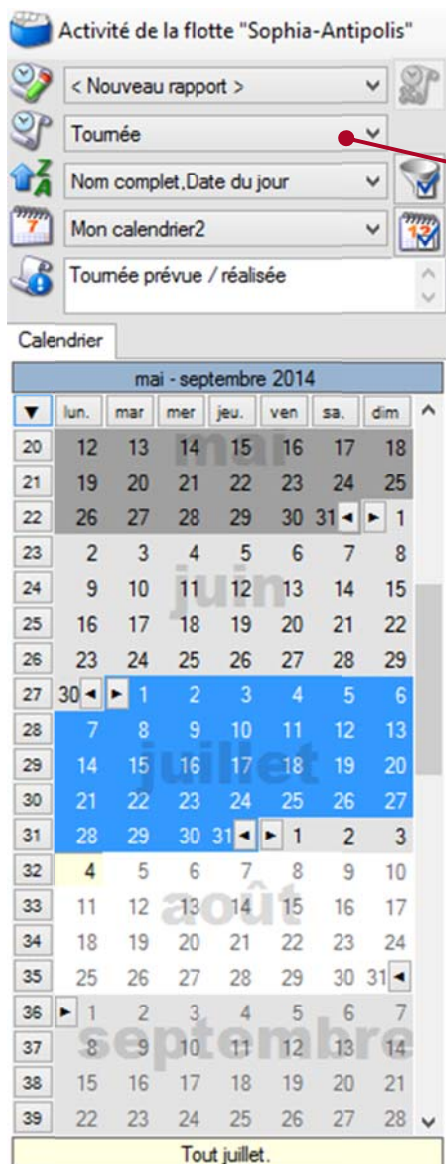 Activité de la flotte "Sophia-Antipolis"
< Nouveau rapport >
Tournée
Nom complet,Date du jour
Mon calendrier2
Tournée prévue / réalisée
Calendrier
mai - septembre 2014
▼ lun. mar mer jeu. ven sa. dim
mai
20 12 13 14 15 16 17 18
21 19 20 21 22 23 24 25
22 26 27 28 29 30 31 ◄ ► 1
23 2 3 4 5 6 7 8
juin
24 9 10 11 12 13 14 15
25 16 17 18 19 20 21 22
26 23 24 25 26 27 28 29
27 30 ◄ ► 1 2 3 4 5 6
28 7 8 9 10 11 12 13
juillet
29 14 15 16 17 18 19 20
30 21 22 23 24 25 26 27
31 28 29 30 31 ◄ ► 1 2 3
32 4 5 6 7 8 9 10
août
33 11 12 13 14 15 16 17
34 18 19 20 21 22 23 24
35 25 26 27 28 29 30 31 ◄
36 ► 1 2 3 4 5 6 7
septembre
37 8 9 10 11 12 13 14
38 15 16 17 18 19 20 21
39 22 23 24 25 26 27 28
Tout juillet.